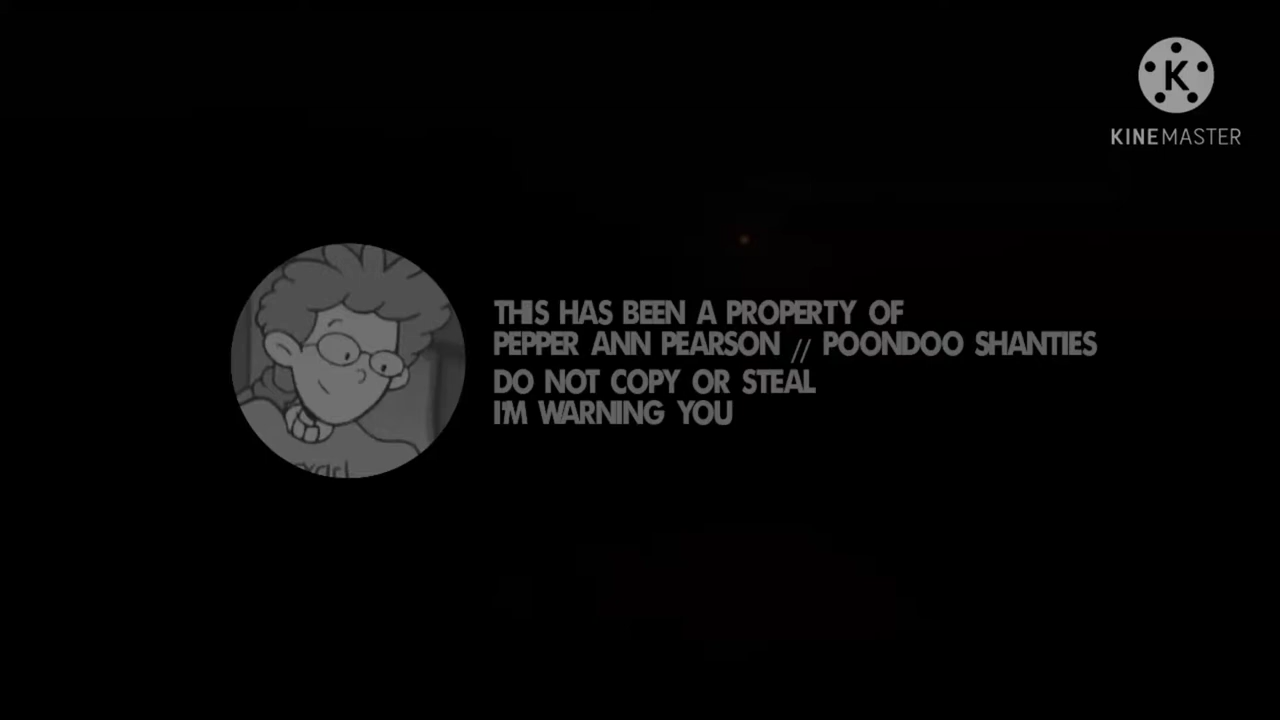 K
KINEMASTER
THIS HAS BEEN A PROPERTY OF
PEPPER ANN PEARSON // POONDOO SHANTIES
DO NOT COPY OR STEAL
I'M WARNING YOU